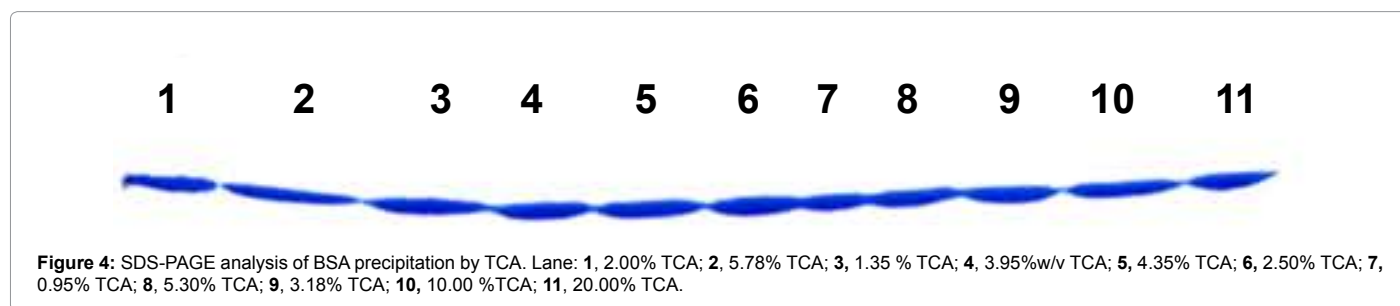 1 2 3 4 5 6 7 8 9 10 11
Figure 4: SDS-PAGE analysis of BSA precipitation by TCA. Lane: 1, 2.00% TCA; 2, 5.78% TCA; 3, 1.35 % TCA; 4, 3.95%w/v TCA; 5, 4.35% TCA; 6, 2.50% TCA; 7,
0.95% TCA; 8, 5.30% TCA; 9, 3.18% TCA; 10, 10.00 %TCA; 11, 20.00% TCA.